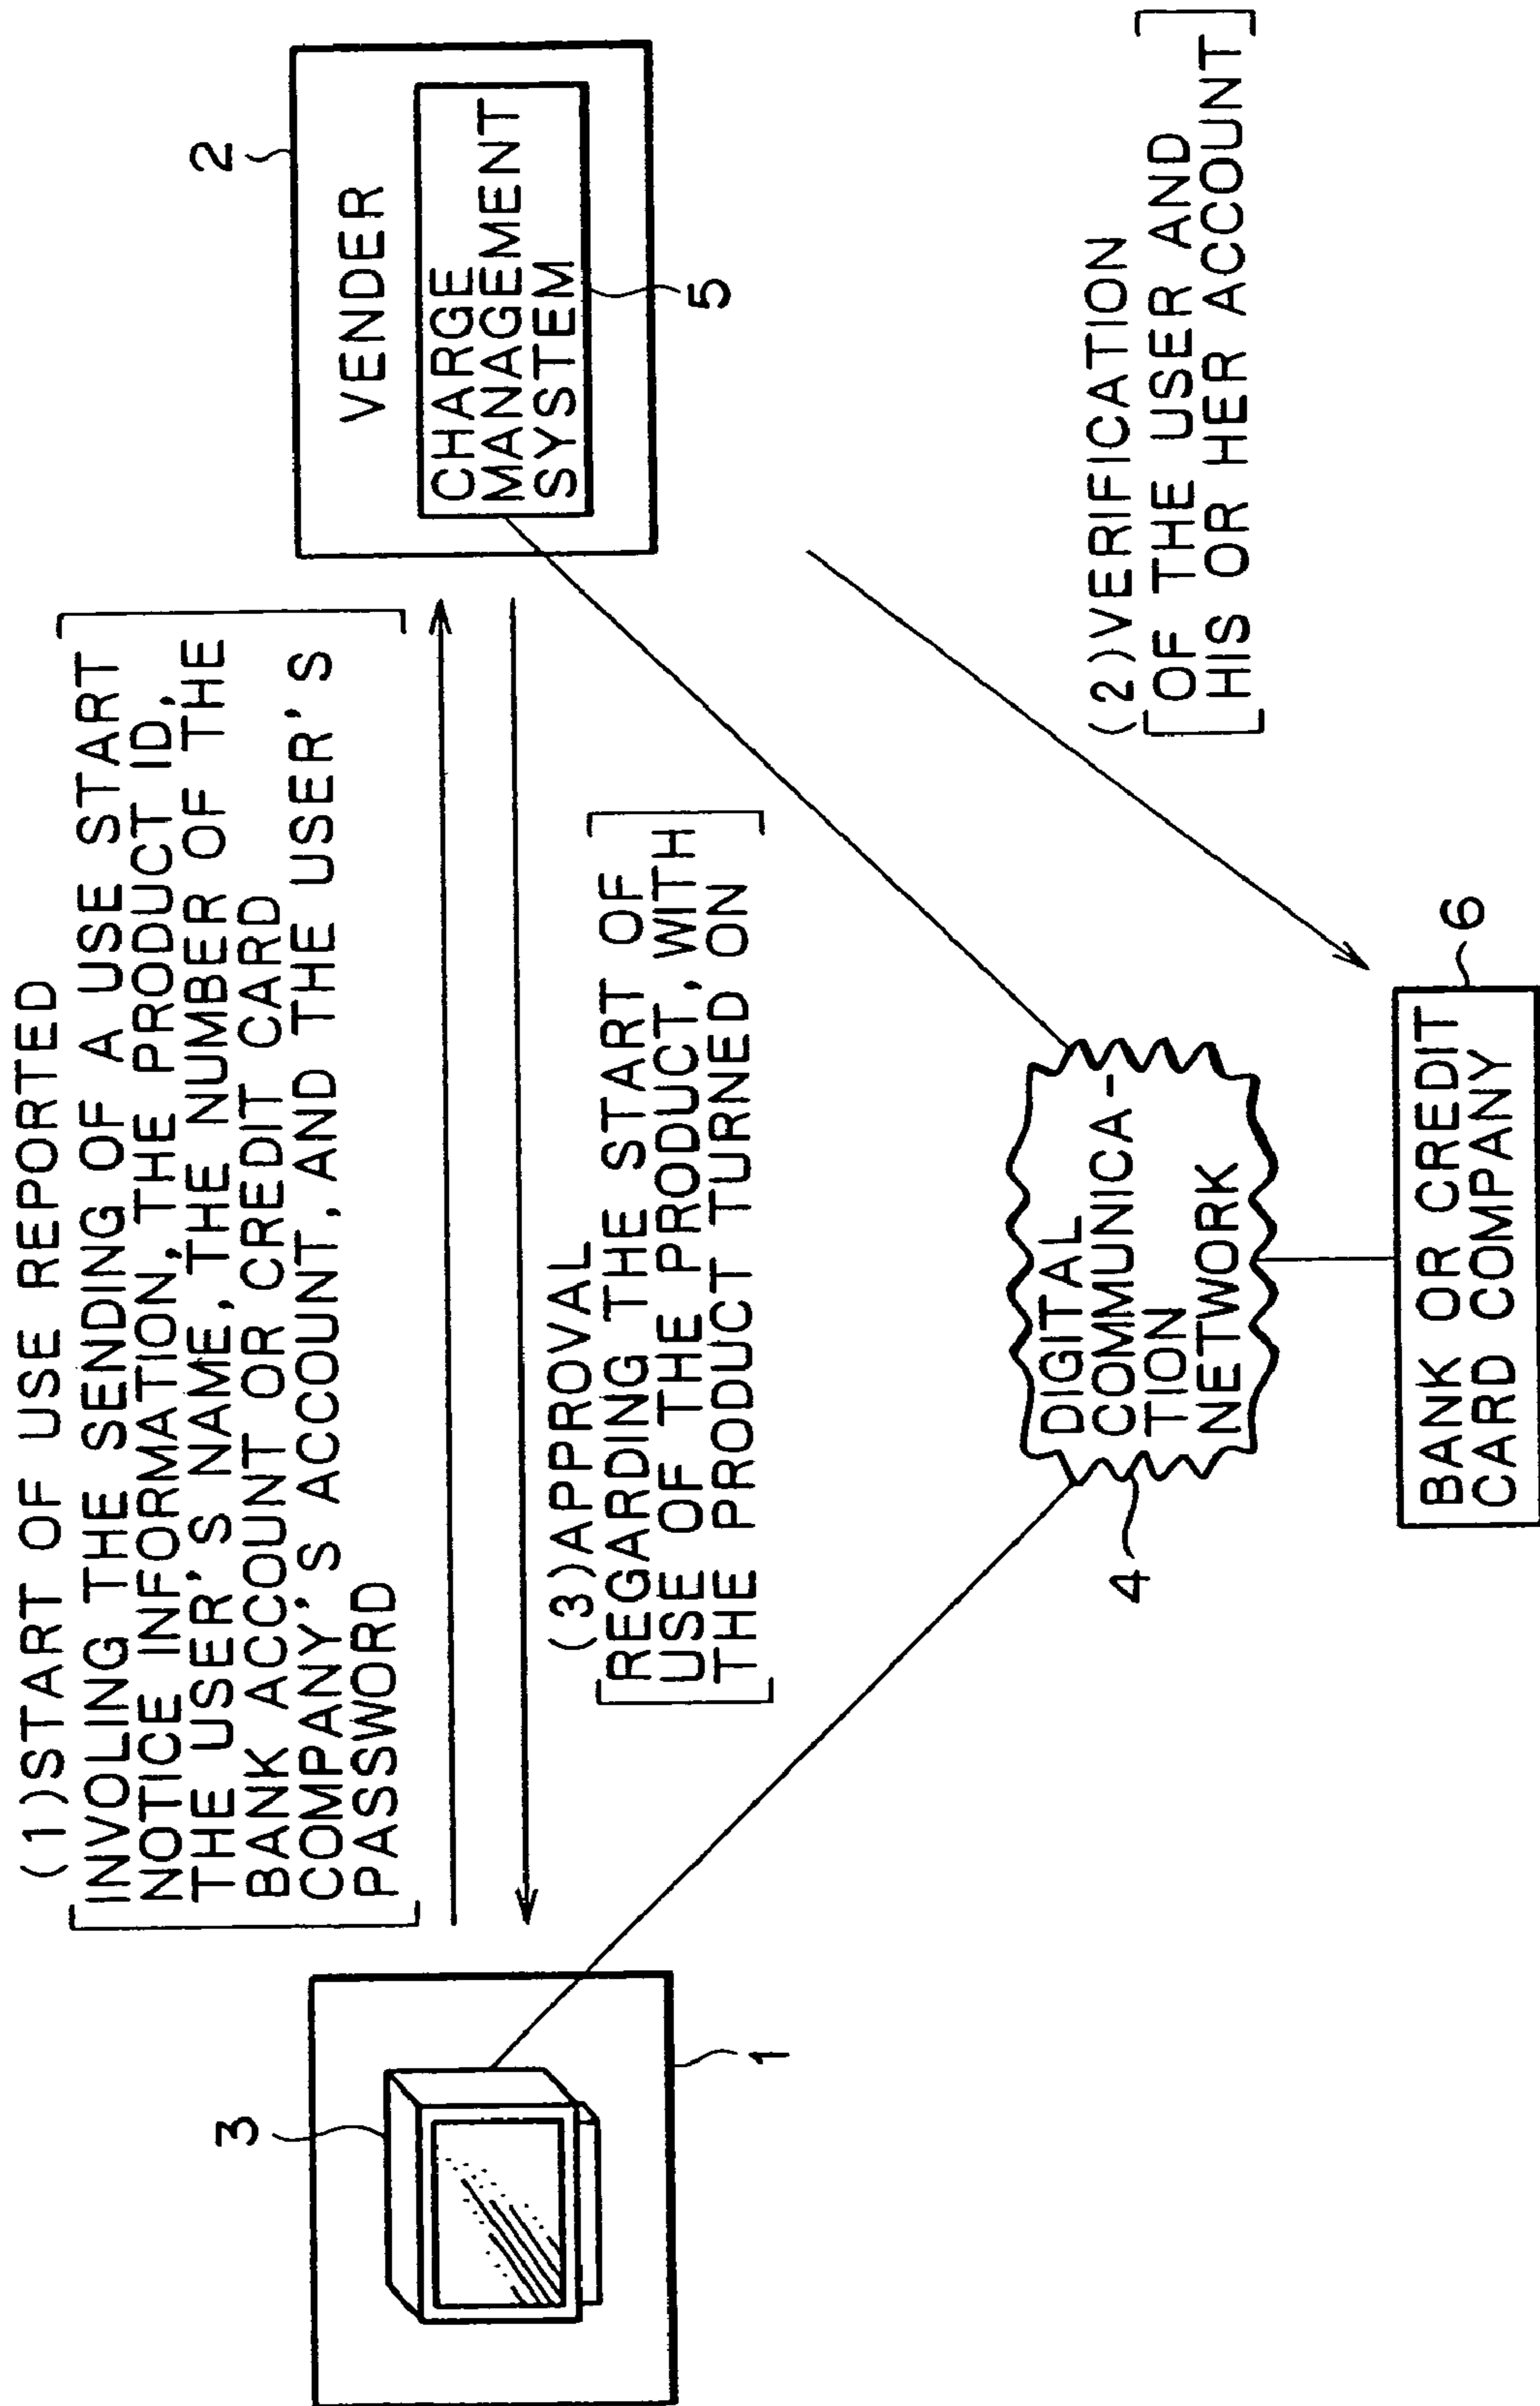 (1)START OF USE REPORTED
INVOLING THE SENDING OF A USE START
NOTICE INFORMATION, THE PRODUCT ID,
THE USER'S NAME, THE NUMBER OF THE
BANK ACCOUNT OR CREDIT CARD
COMPANY'S ACCOUNT, AND THE USER'S
PASSWORD
3
1
2
VENDER
CHARGE
MANAGEMENT
SYSTEM
5
(3)APPROVAL
REGARDING THE START OF
USE OF THE PRODUCT, WITH
THE PRODUCT TURNED ON
(2)VERIFICATION
OF THE USER AND
HIS OR HER ACCOUNT
DIGITAL
COMMUNICA-
TION
NETWORK
4
BANK OR CREDIT
CARD COMPANY
6